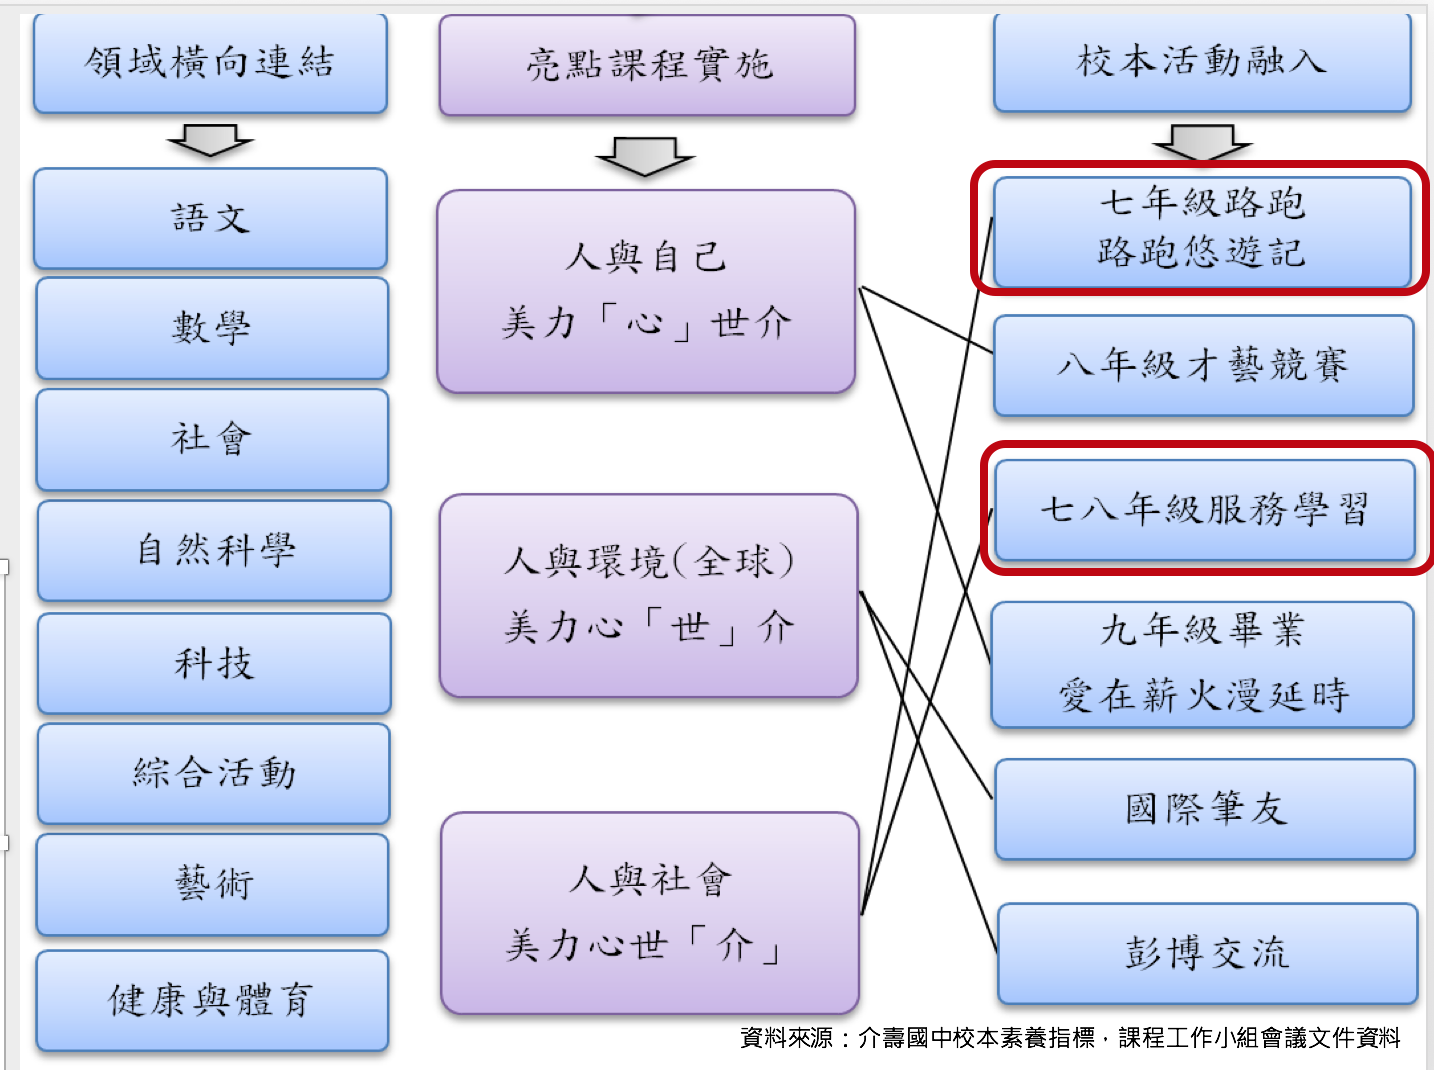 領域橫向連結
語文
數學
社會
自然科學
科技
綜合活動
藝術
健康與體育
亮點課程實施
人與自己
美力「心」世介
人與環境(全球)
美力心「世」介
人與社會
美力心世「介」
校本活動融入
七年級路跑
路跑悠遊記
八年級才藝競賽
七八年級服務學習
九年級畢業
愛在薪火漫延時
國際筆友
彭博交流
資料來源：介壽國中校本素養指標，課程工作小組會議文件資料